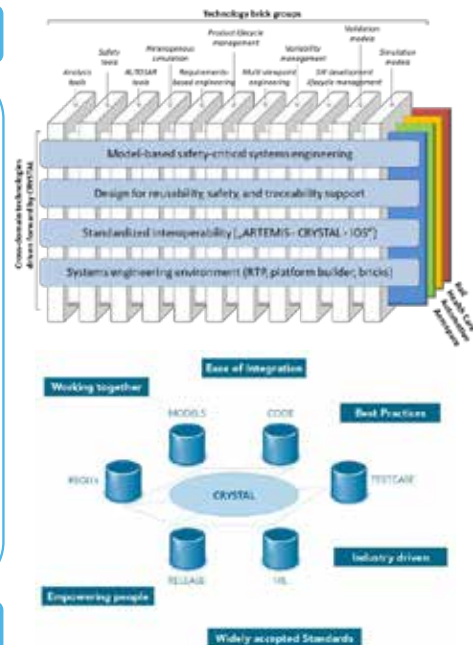 Technology brick groups
Product lifecycle
management
Validation
models
Safety
tools
Heterogenous
simulation
Variability
management
Simulation
models
Analysis
tools
AUTOSAR
tools
Requirements-
based engineering
Multi viewpoint
engineering
SW development
lifecycle management
Cross-domain technologies
driven forward by CRYSTAL
Model-based safety-critical systems engineering
Design for reusability, safety, and traceability support
Standardized interoperability („ARTEMIS - CRYSTAL - IOS“)
Systems engineering environment (RTP, platform builder, bricks)
Rail
Health Care
Automotive
Aerospace
Ease of Integration
Working together
MODELS
CODE
Best Practices
CRYSTAL
TESTCASE
RELEASE
Industry driven
Empowering people
Widely accepted Standards